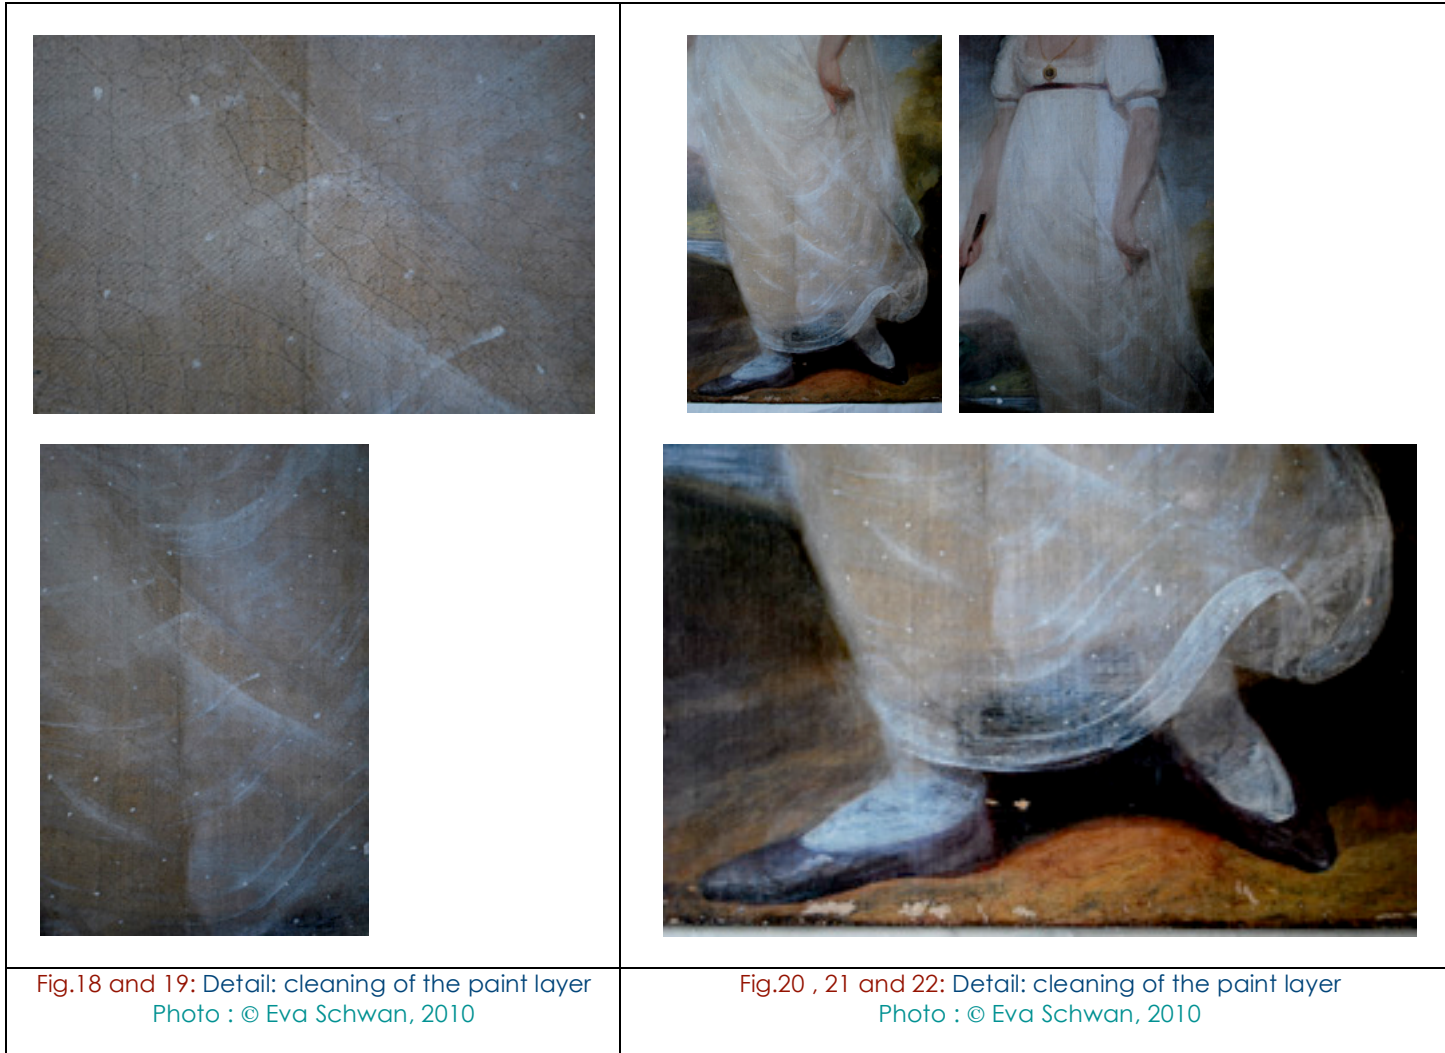 Fig.18 and 19: Detail: cleaning of the paint layer
Photo : © Eva Schwan, 2010
Fig.20 , 21 and 22: Detail: cleaning of the paint layer
Photo : © Eva Schwan, 2010